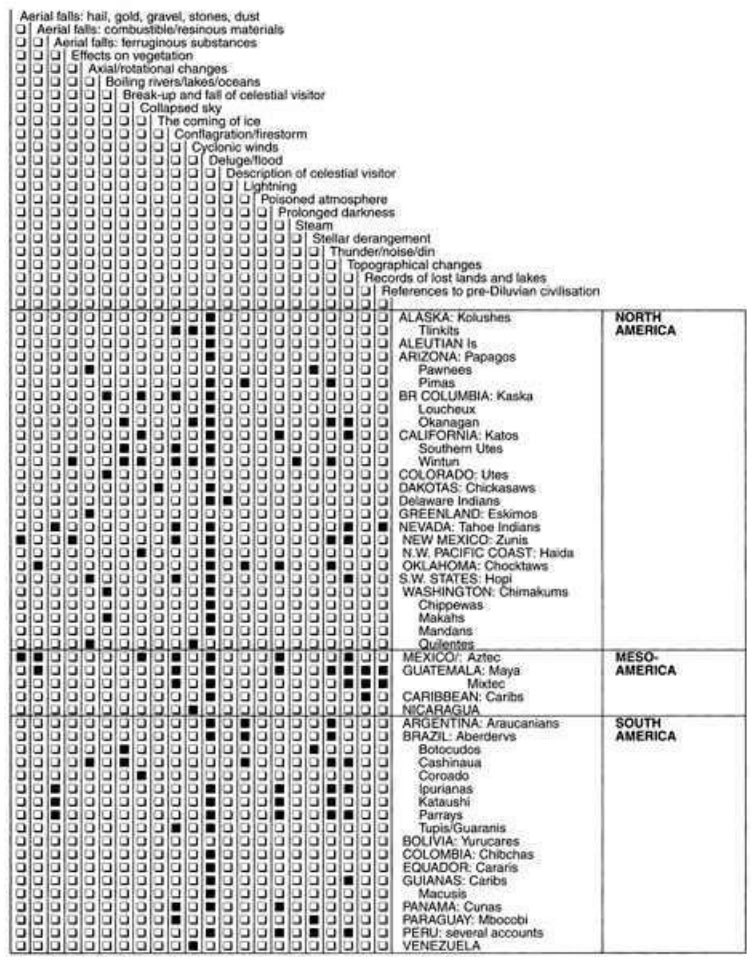 Aerial falls: hail, gold, gravel, stones, dust
Aerial falls: combustible/resinous materials
Aerial falls: ferruginous substances
Effects on vegetation
Axial/rotational changes
Boiling rivers/lakes/oceans
Break-up and fall of celestial visitor
Collapsed sky
The coming of ice
Conflagration/firestorm
Cyclonic winds
Deluge/flood
Description of celestial visitor
Lightning
Poisoned atmosphere
Prolonged darkness
Steam
Stellar derangement
Thunder/noise/din
Topographical changes
Records of lost lands and lakes
References to pre-Diluvian civilisation
ALASKA: Kolushes NORTH
Tlinkits AMERICA
ALEUTIAN Is
ARIZONA: Papagos
Pawnees
Pimas
BR COLUMBIA: Kaska
Loucheux
Okanagan
CALIFORNIA: Katos
Southern Utes
Wintun
COLORADO: Utes
DAKOTAS: Chickasaws
Delaware Indians
GREENLAND: Eskimos
NEVADA: Tahoe Indians
NEW MEXICO: Zunis
N.W. PACIFIC COAST: Haida
OKLAHOMA: Chocktaws
S.W. STATES: Hopi
WASHINGTON: Chimakums
Chippewas
Makahs
Mandans
Quilentes
MEXICO/: Aztec MESO-
GUATEMALA: Maya AMERICA
Mixtec
CARIBBEAN: Caribs
NICARAGUA
ARGENTINA: Araucanians SOUTH
BRAZIL: Aberdervs AMERICA
Botocudos
Cashinaua
Coroado
Ipurianas
Kataushi
Parrays
Tupis/Guaranis
BOLIVIA: Yurucares
COLOMBIA: Chibchas
EQUADOR: Cararis
GUIANAS: Caribs
Macusis
PANAMA: Cunas
PARAGUAY: Mbocobi
PERU: several accounts
VENEZUELA